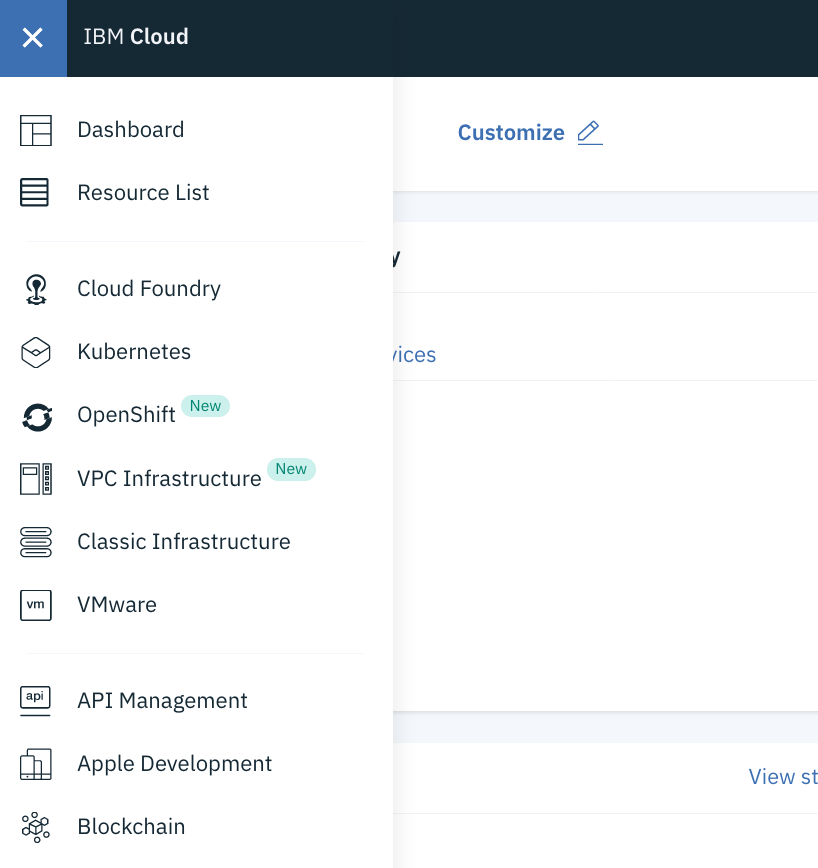 IBM Cloud
Dashboard
Resource List
Cloud Foundry
Kubernetes
OpenShift New
VPC Infrastructure New
Classic Infrastructure
vm VMware
api API Management
Apple Development
Blockchain
Customize
y
vices
View st